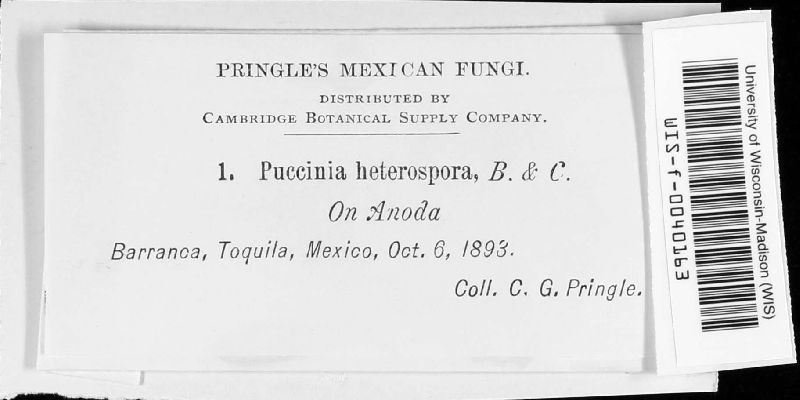 PRINGLE'S MEXICAN FUNGI.
DISTRIBUTED BY
CAMBRIDGE BOTANICAL SUPPLY COMPANY.
1. Puccinia heterospora, B. & C.
On Anoda
Barranca, Toquila, Mexico, Oct. 6, 1893.
Coll. C. G. Pringle.
University of Wisconsin-Madison (WIS)
WIS-f-0040193